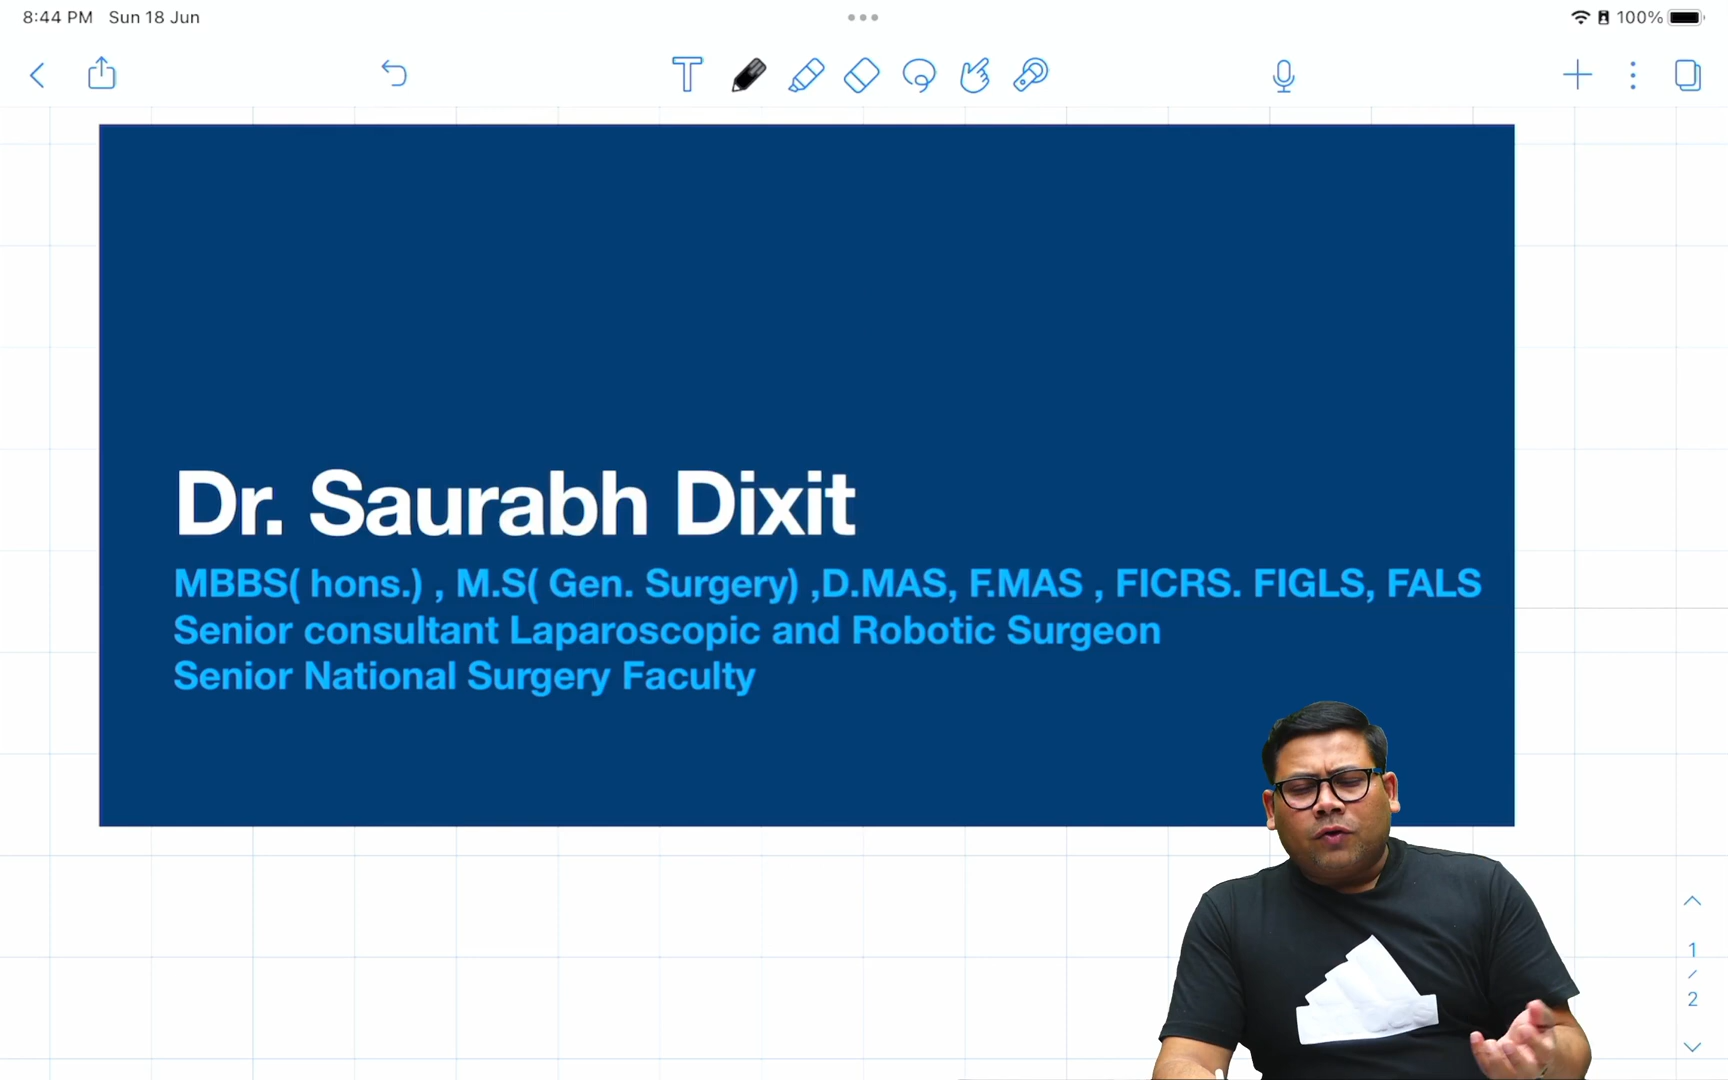 8:44 PM Sun 18 Jun
100%
T
Dr. Saurabh Dixit
MBBS( hons.) , M.S( Gen. Surgery) ,D.MAS, F.MAS , FICRS. FIGLS, FALS
Senior consultant Laparoscopic and Robotic Surgeon
Senior National Surgery Faculty
1
/
2